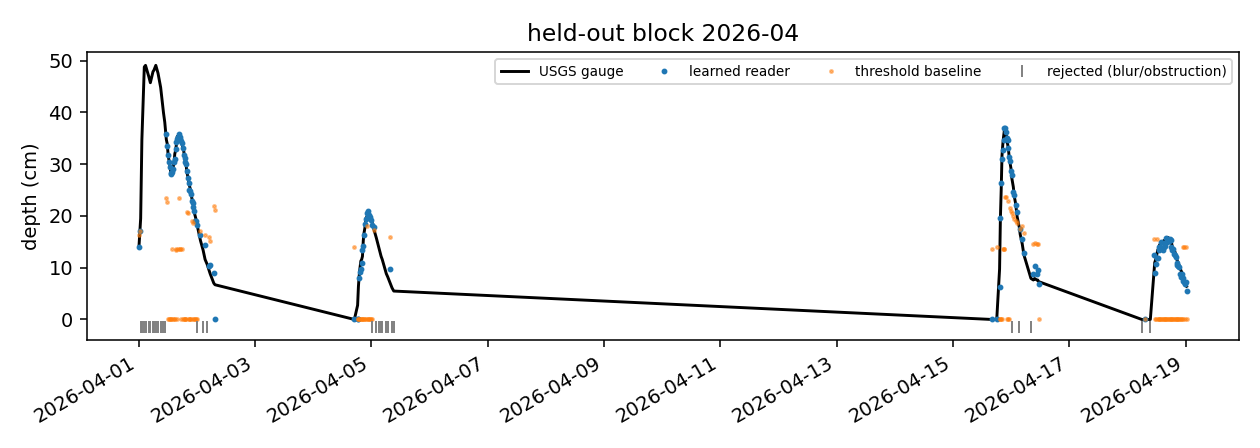 held-out block 2026-04
USGS gauge learned reader threshold baseline rejected (blur/obstruction)
depth (cm)
50
40
30
20
10
0
2026-04-01 2026-04-03 2026-04-05 2026-04-07 2026-04-09 2026-04-11 2026-04-13 2026-04-15 2026-04-17 2026-04-19